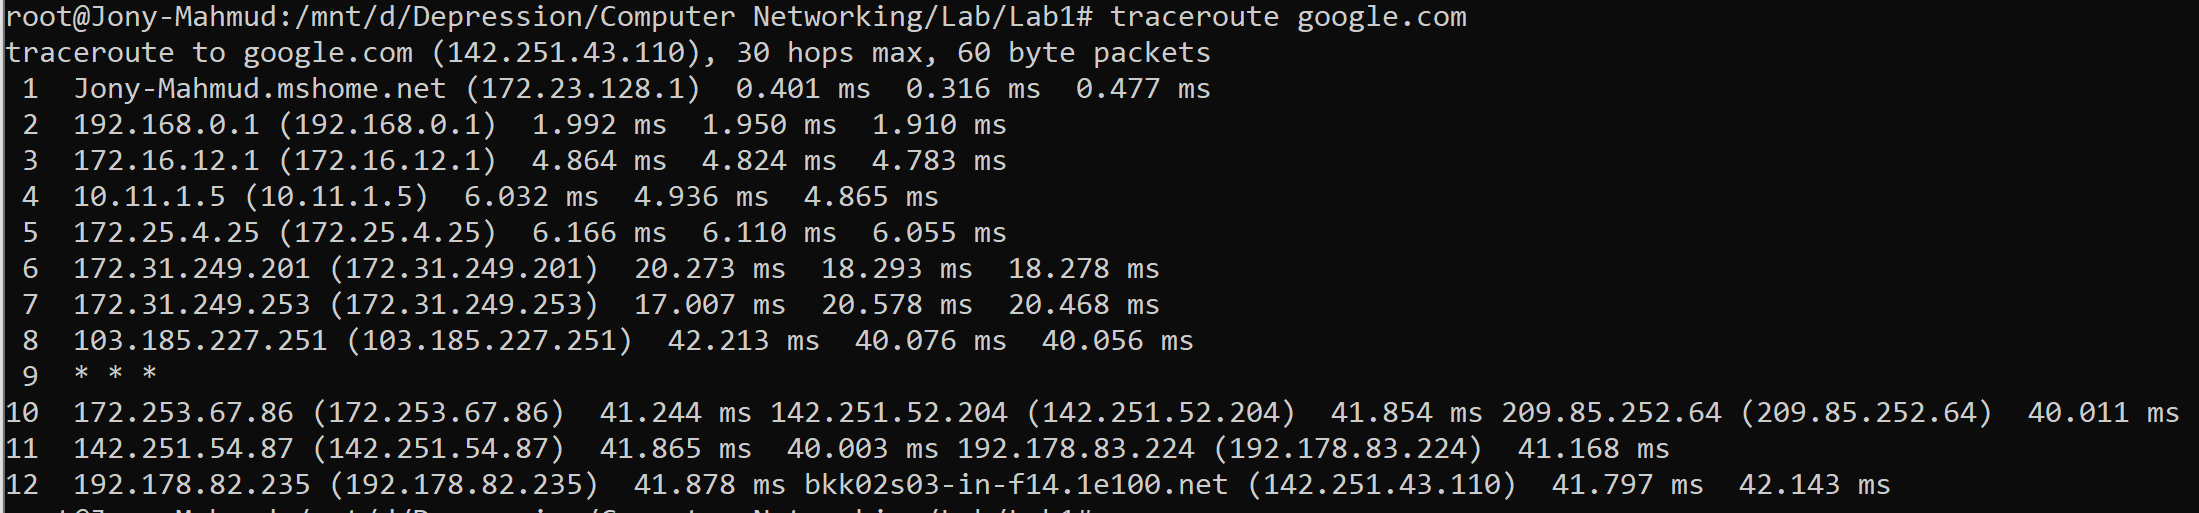 root@Jony-Mahmud:/mnt/d/Depression/Computer Networking/Lab/Lab1# traceroute google.com
traceroute to google.com (142.251.43.110), 30 hops max, 60 byte packets
 1  Jony-Mahmud.mshome.net (172.23.128.1)  0.401 ms  0.316 ms  0.477 ms
 2  192.168.0.1 (192.168.0.1)  1.992 ms  1.950 ms  1.910 ms
 3  172.16.12.1 (172.16.12.1)  4.864 ms  4.824 ms  4.783 ms
 4  10.11.1.5 (10.11.1.5)  6.032 ms  4.936 ms  4.865 ms
 5  172.25.4.25 (172.25.4.25)  6.166 ms  6.110 ms  6.055 ms
 6  172.31.249.201 (172.31.249.201)  20.273 ms  18.293 ms  18.278 ms
 7  172.31.249.253 (172.31.249.253)  17.007 ms  20.578 ms  20.468 ms
 8  103.185.227.251 (103.185.227.251)  42.213 ms  40.076 ms  40.056 ms
 9  * * *
10  172.253.67.86 (172.253.67.86)  41.244 ms 142.251.52.204 (142.251.52.204)  41.854 ms 209.85.252.64 (209.85.252.64)  40.011 ms
11  142.251.54.87 (142.251.54.87)  41.865 ms  40.003 ms 192.178.83.224 (192.178.83.224)  41.168 ms
12  192.178.82.235 (192.178.82.235)  41.878 ms bkk02s03-in-f14.1e100.net (142.251.43.110)  41.797 ms  42.143 ms